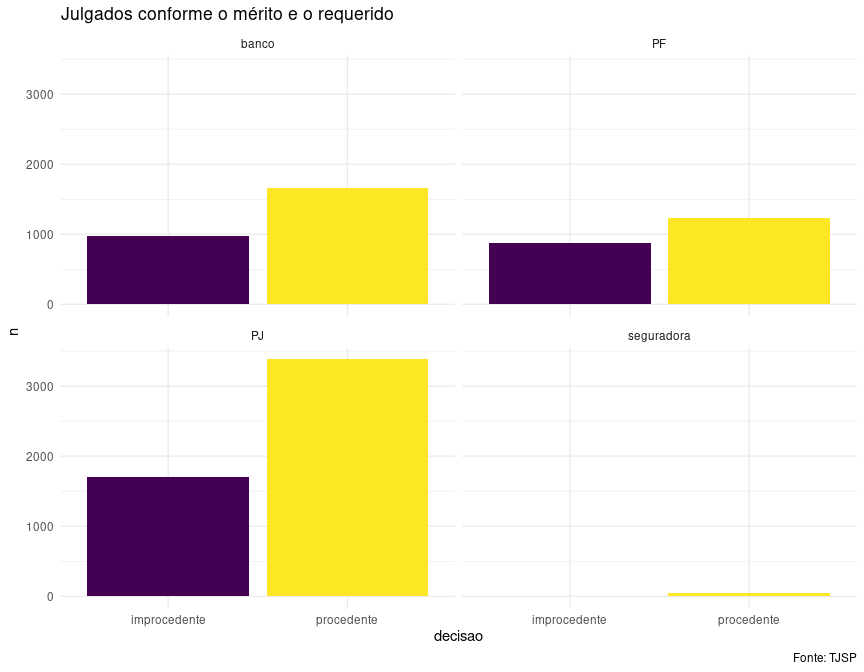 Julgados conforme o mérito e o requerido
banco
PF
3000
2000
1000
0
n
PJ
seguradora
3000
2000
1000
0
improcedente
procedente
improcedente
procedente
decisao
Fonte: TJSP